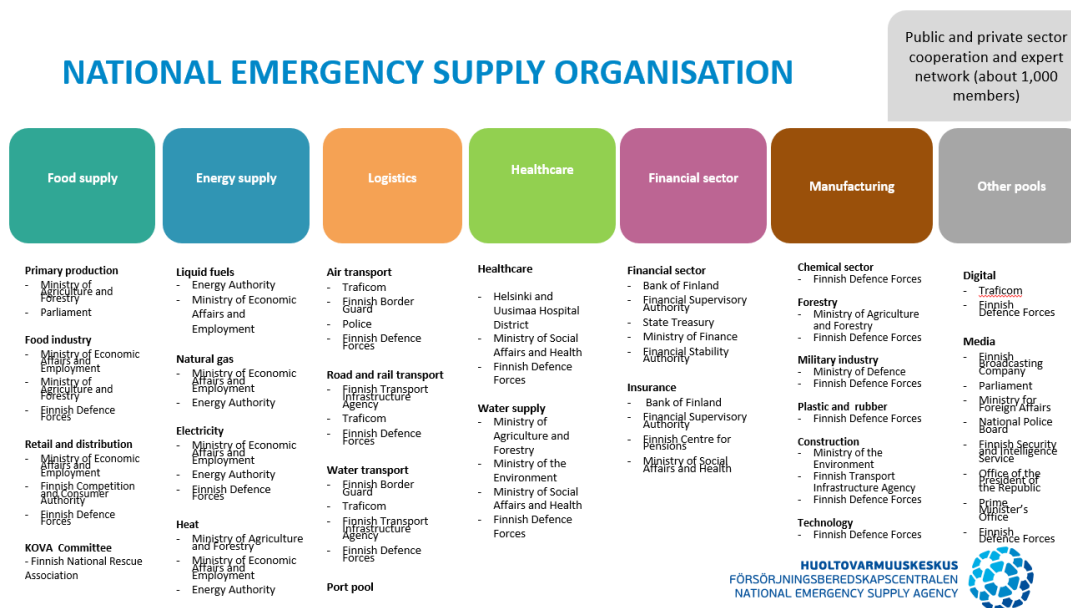 Public and private sector
cooperation and expert
network (about 1,000
members)
NATIONAL EMERGENCY SUPPLY ORGANISATION
Food supply
Energy supply
Logistics
Healthcare
Financial sector
Manufacturing
Other pools
Primary production
- Ministry of
Agriculture and
Forestry
- Parliament
Food industry
- Ministry of Economic
Affairs and
Employment
- Ministry of
Agriculture and
Forestry
- Finnish Defence
Forces
Retail and distribution
- Ministry of Economic
Affairs and
Employment
- Finnish Competition
and Consumer
Authority
- Finnish Defence
Forces
KOVA Committee
- Finnish National Rescue
Association
Liquid fuels
- Energy Authority
- Ministry of Economic
Affairs and
Employment
Natural gas
- Ministry of Economic
Affairs and
Employment
- Energy Authority
Electricity
- Ministry of Economic
Affairs and
Employment
- Energy Authority
- Finnish Defence
Forces
Heat
- Ministry of Agriculture
and Forestry
- Ministry of Economic
Affairs and
Employment
- Energy Authority
Air transport
- Traficom
- Finnish Border
Guard
- Police
- Finnish Defence
Forces
Road and rail transport
- Finnish Transport
Infrastructure
Agency
- Traficom
- Finnish Defence
Forces
Water transport
- Finnish Border
Guard
- Traficom
- Finnish Transport
Infrastructure
Agency
- Finnish Defence
Forces
Port pool
Healthcare
- Helsinki and
Uusimaa Hospital
District
- Ministry of Social
Affairs and Health
- Finnish Defence
Forces
Water supply
- Ministry of
Agriculture and
Forestry
- Ministry of the
Environment
- Ministry of Social
Affairs and Health
- Finnish Defence
Forces
Financial sector
- Bank of Finland
- Financial Supervisory
Authority
- State Treasury
- Ministry of Finance
- Financial Stability
Authority
Insurance
- Bank of Finland
- Financial Supervisory
Authority
- Finnish Centre for
Pensions
- Ministry of Social
Affairs and Health
Chemical sector
- Finnish Defence Forces
Forestry
- Ministry of Agriculture
and Forestry
- Finnish Defence Forces
Military industry
- Ministry of Defence
- Finnish Defence Forces
Plastic and rubber
- Finnish Defence Forces
Construction
- Ministry of the
Environment
- Finnish Transport
Infrastructure Agency
- Finnish Defence Forces
Technology
- Finnish Defence Forces
Digital
- Traficom
- Finnish
Defence Forces
Media
- Finnish
Broadcasting
Company
- Parliament
- Ministry for
Foreign Affairs
- National Police
Board
- Finnish Security
and Intelligence
Service
- Office of the
President of
the Republic
- Prime
Minister's
Office
- Finnish
Defence Forces
HUOLTOVARMUUSKESKUS
FÖRSÖRJNINGSBEREDSKAPSCENTRALEN
NATIONAL EMERGENCY SUPPLY AGENCY